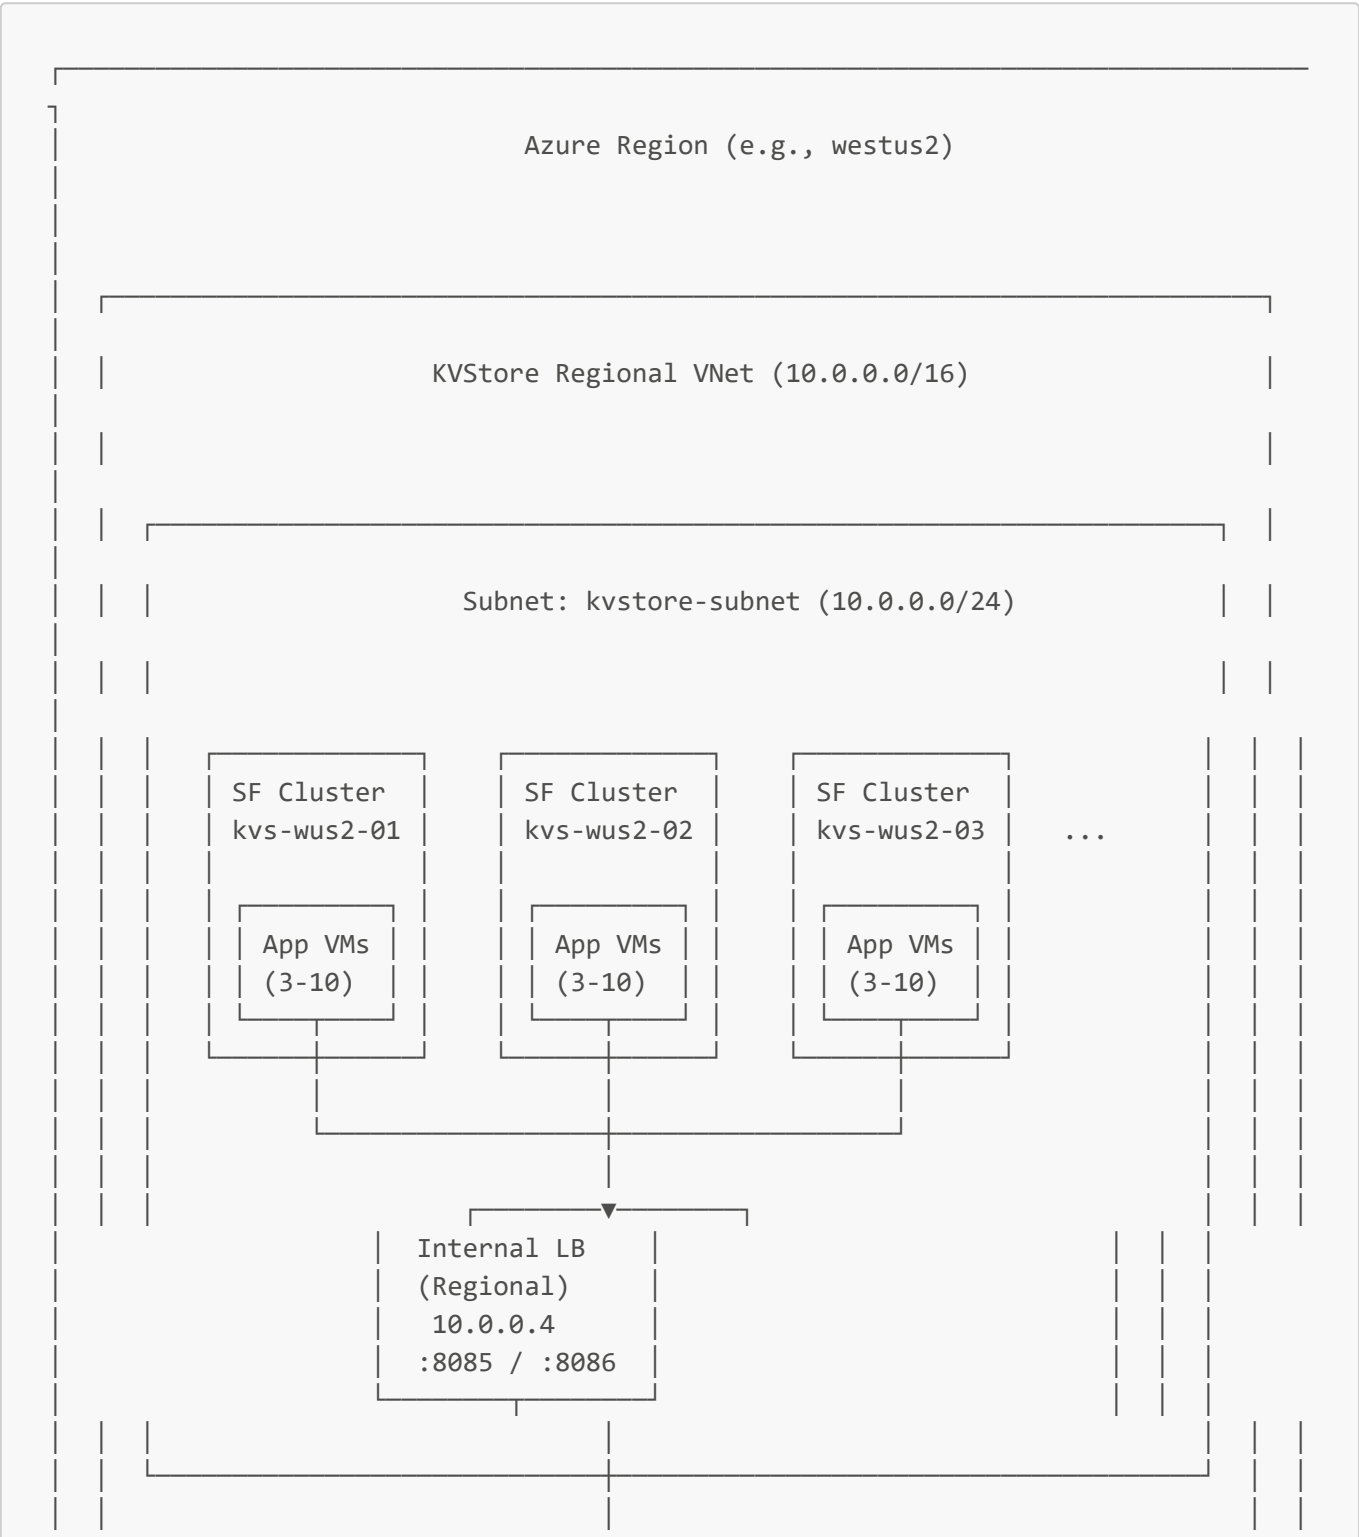 Azure Region (e.g., westus2)
KVStore Regional VNet (10.0.0.0/16)
Subnet: kvstore-subnet (10.0.0.0/24)
SF Cluster SF Cluster SF Cluster
kvs-wus2-01 kvs-wus2-02 kvs-wus2-03 ...
App VMs App VMs App VMs
(3-10) (3-10) (3-10)
Internal LB
(Regional)
10.0.0.4
:8085 / :8086